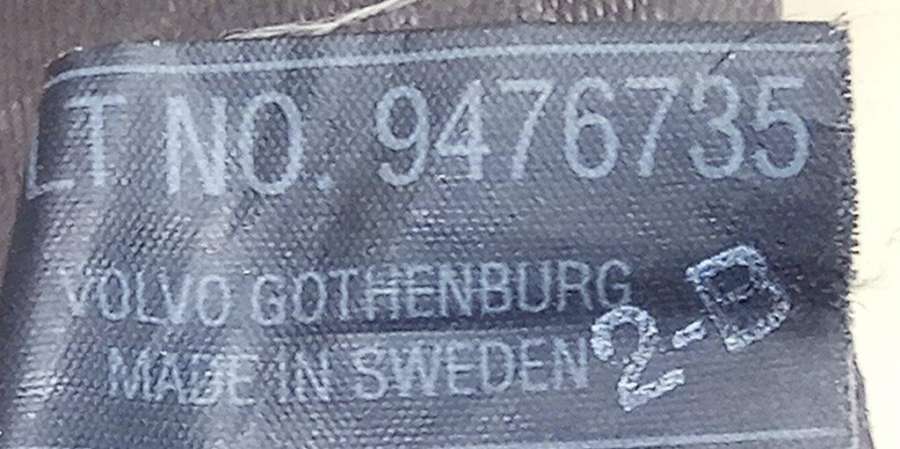 LT NO. 9476735
VOLVO GOTHENBURG
MADE IN SWEDEN
2-D